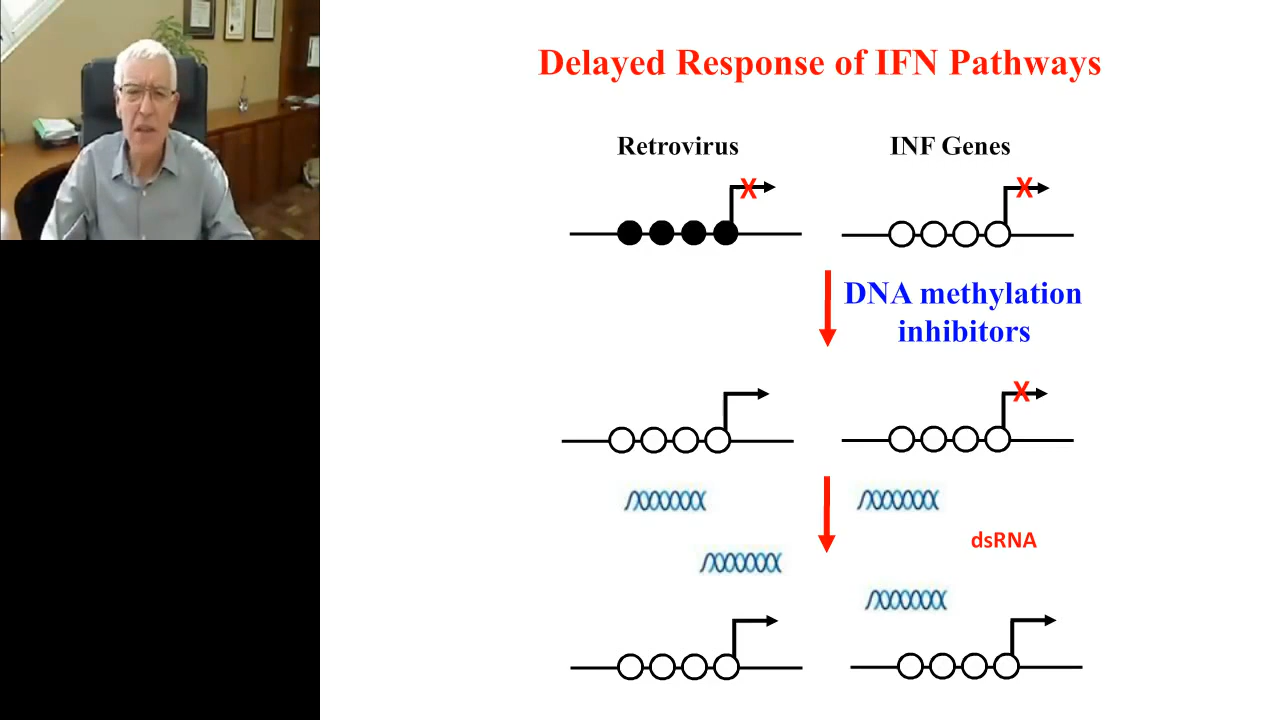 Delayed Response of IFN Pathways
Retrovirus
INF Genes
X
X
DNA methylation
inhibitors
X
dsRNA